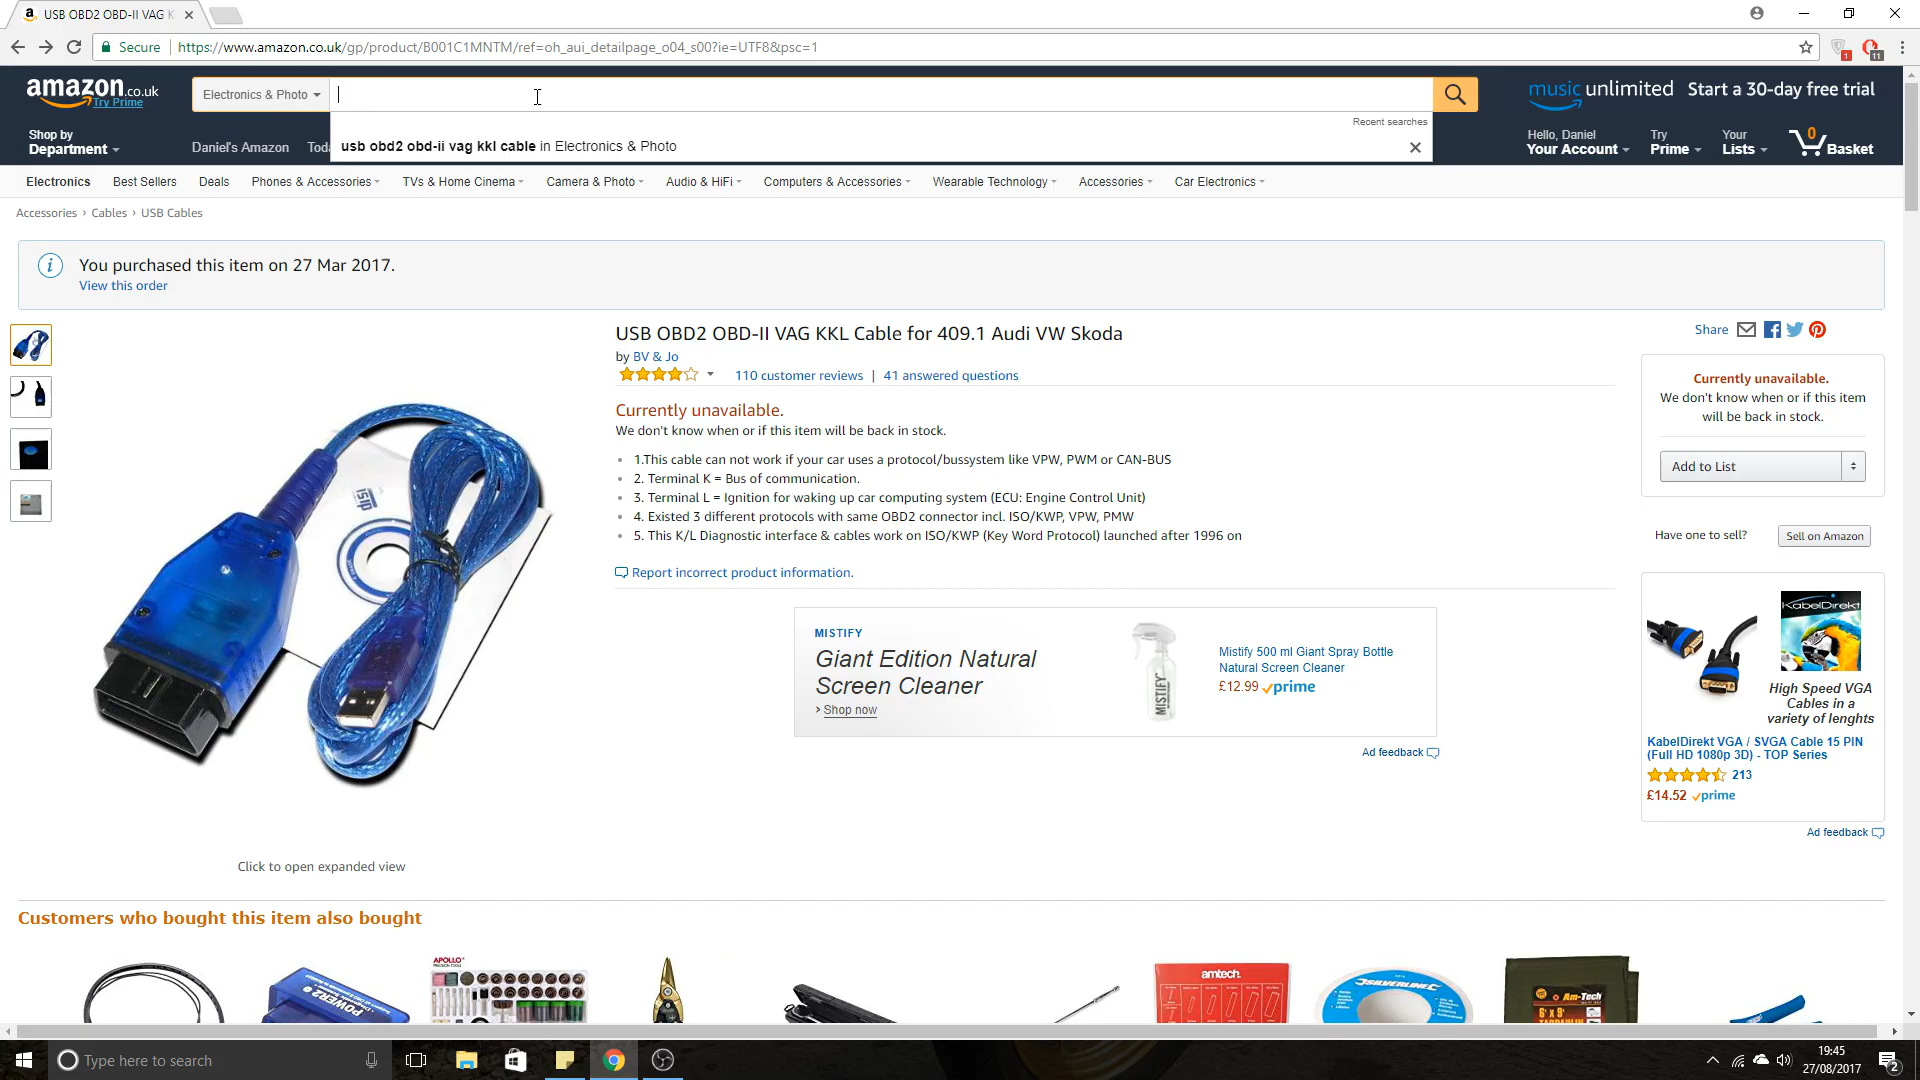 USB OBD2 OBD-II VAG K
Secure
https://www.amazon.co.uk/gp/product/B001C1MNTM/ref=oh_aui_detailpage_o04_s00?ie=UTF8&psc=1
1
11
amazon.co.uk
Try Prime
Electronics & Photo
music unlimited Start a 30-day free trial
Recent searches
usb obd2 obd-ii vag kkl cable in Electronics & Photo
Shop by
Department
Daniel's Amazon
Hello, Daniel
Your Account
Try
Prime
Your
Lists
0
Basket
Electronics Best Sellers Deals Phones & Accessories TVs & Home Cinema Camera & Photo Audio & HiFi Computers & Accessories Wearable Technology Accessories Car Electronics
Accessories › Cables › USB Cables
i
You purchased this item on 27 Mar 2017.
View this order
USB OBD2 OBD-II VAG KKL Cable for 409.1 Audi VW Skoda
by BV & Jo
110 customer reviews | 41 answered questions
Currently unavailable.
We don't know when or if this item will be back in stock.
1.This cable can not work if your car uses a protocol/bussystem like VPW, PWM or CAN-BUS
2. Terminal K = Bus of communication.
3. Terminal L = Ignition for waking up car computing system (ECU: Engine Control Unit)
4. Existed 3 different protocols with same OBD2 connector incl. ISO/KWP, VPW, PMW
5. This K/L Diagnostic interface & cables work on ISO/KWP (Key Word Protocol) launched after 1996 on
Report incorrect product information.
MISTIFY
Giant Edition Natural
Screen Cleaner
› Shop now
MISTIFY
Mistify 500 ml Giant Spray Bottle
Natural Screen Cleaner
£12.99 prime
Ad feedback
Share
Currently unavailable.
We don't know when or if this item
will be back in stock.
Add to List
Have one to sell?
Sell on Amazon
KabelDirekt
High Speed VGA
Cables in a
variety of lenghts
KabelDirekt VGA / SVGA Cable 15 PIN
(Full HD 1080p 3D) - TOP Series
213
£14.52 prime
Ad feedback
Click to open expanded view
Customers who bought this item also bought
APOLLO
POWER2
amtech
SILVERLINE
Am-Tech
6' x 9'
TARPAULIN
Type here to search
19:45
27/08/2017
2